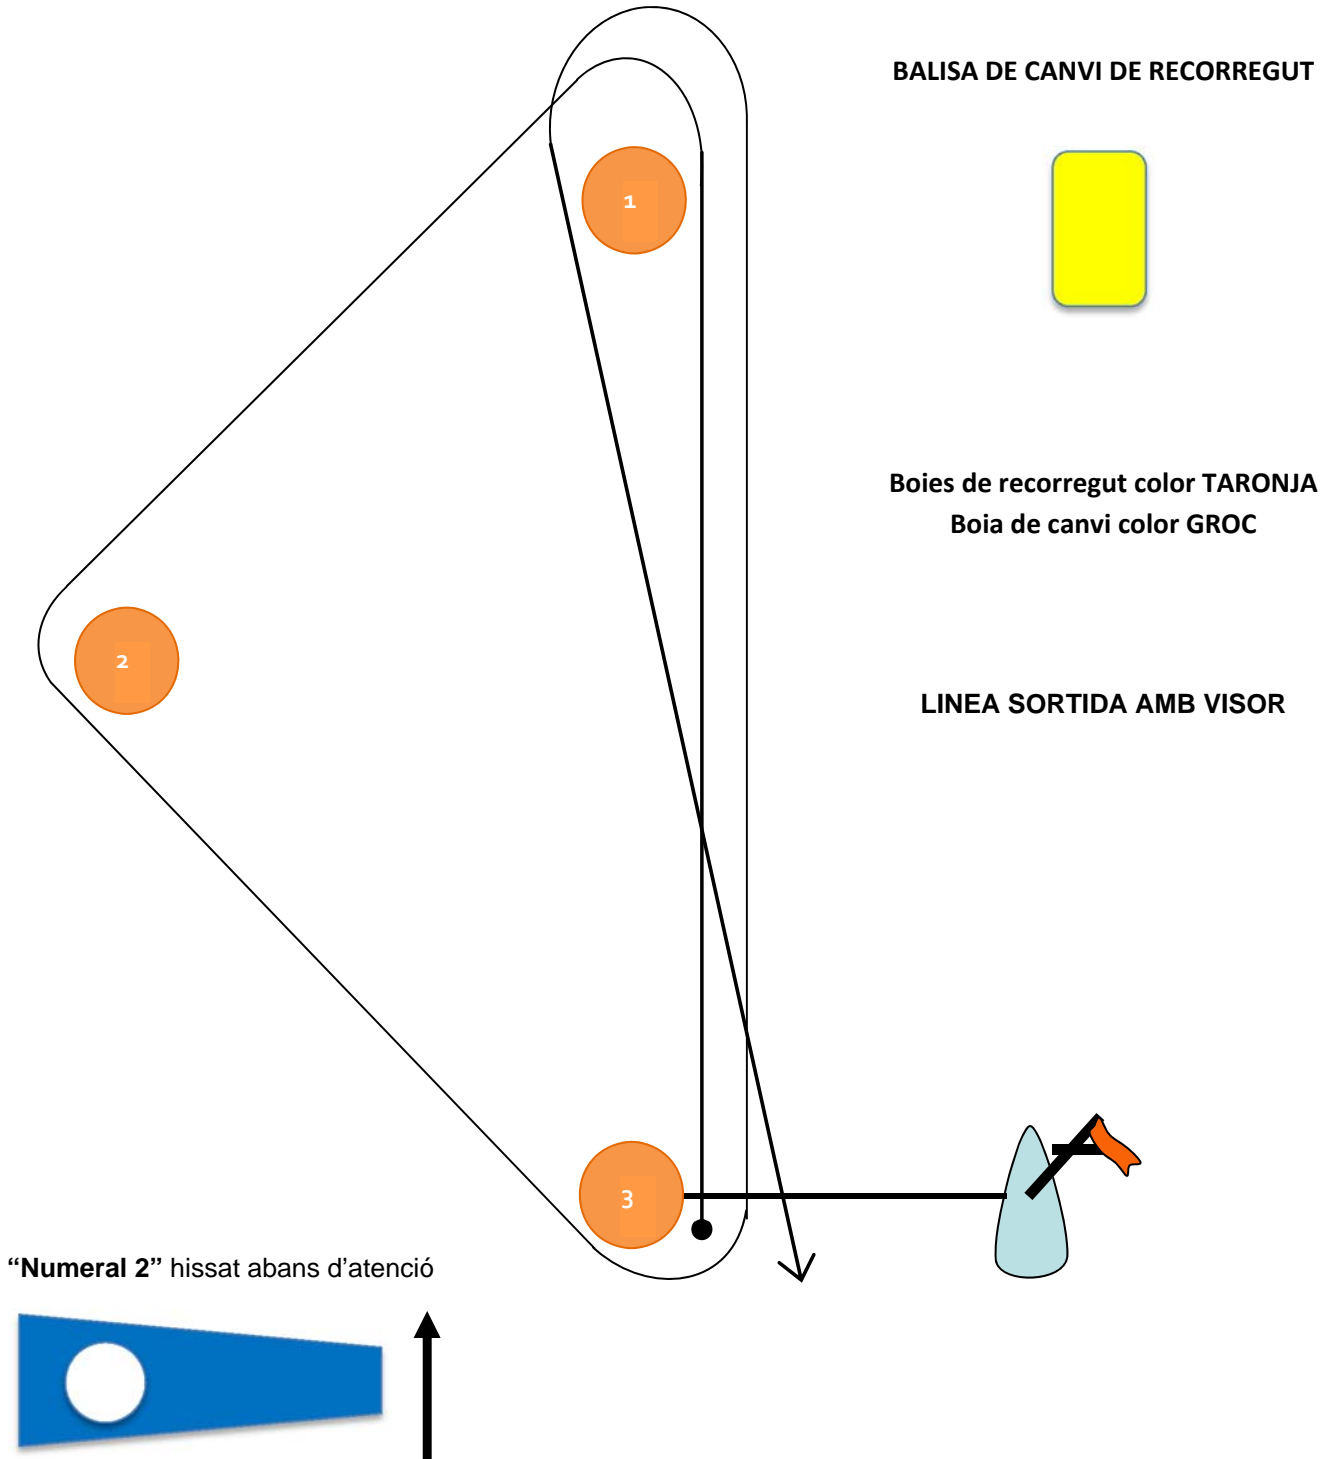 BALISA DE CANVI DE RECORREGUT
1
Boies de recorregut color TARONJA
Boia de canvi color GROC
2
LINEA SORTIDA AMB VISOR
3
“Numeral 2” hissat abans d’atenció